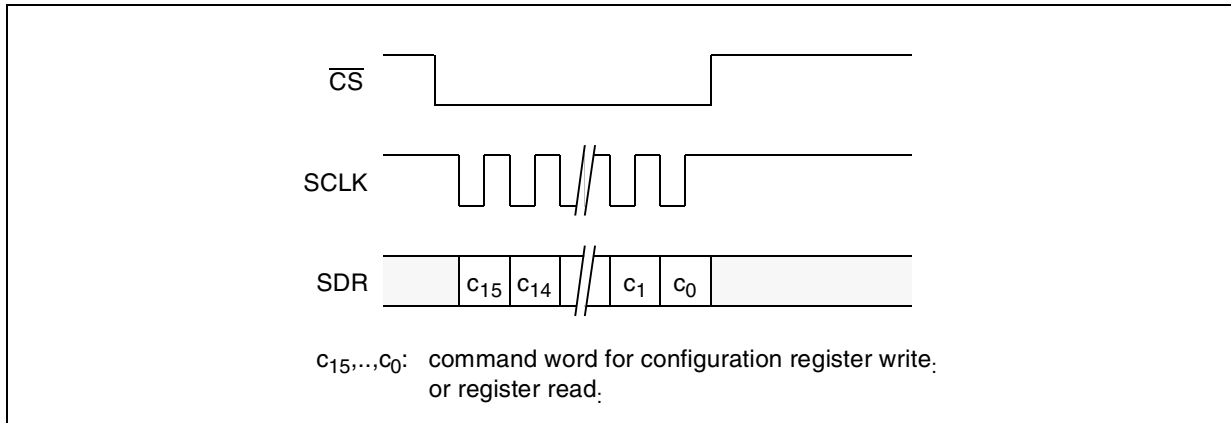 CS
SCLK
SDR
c15 c14 c1 c0
c15,..,c0: command word for configuration register write:
or register read: